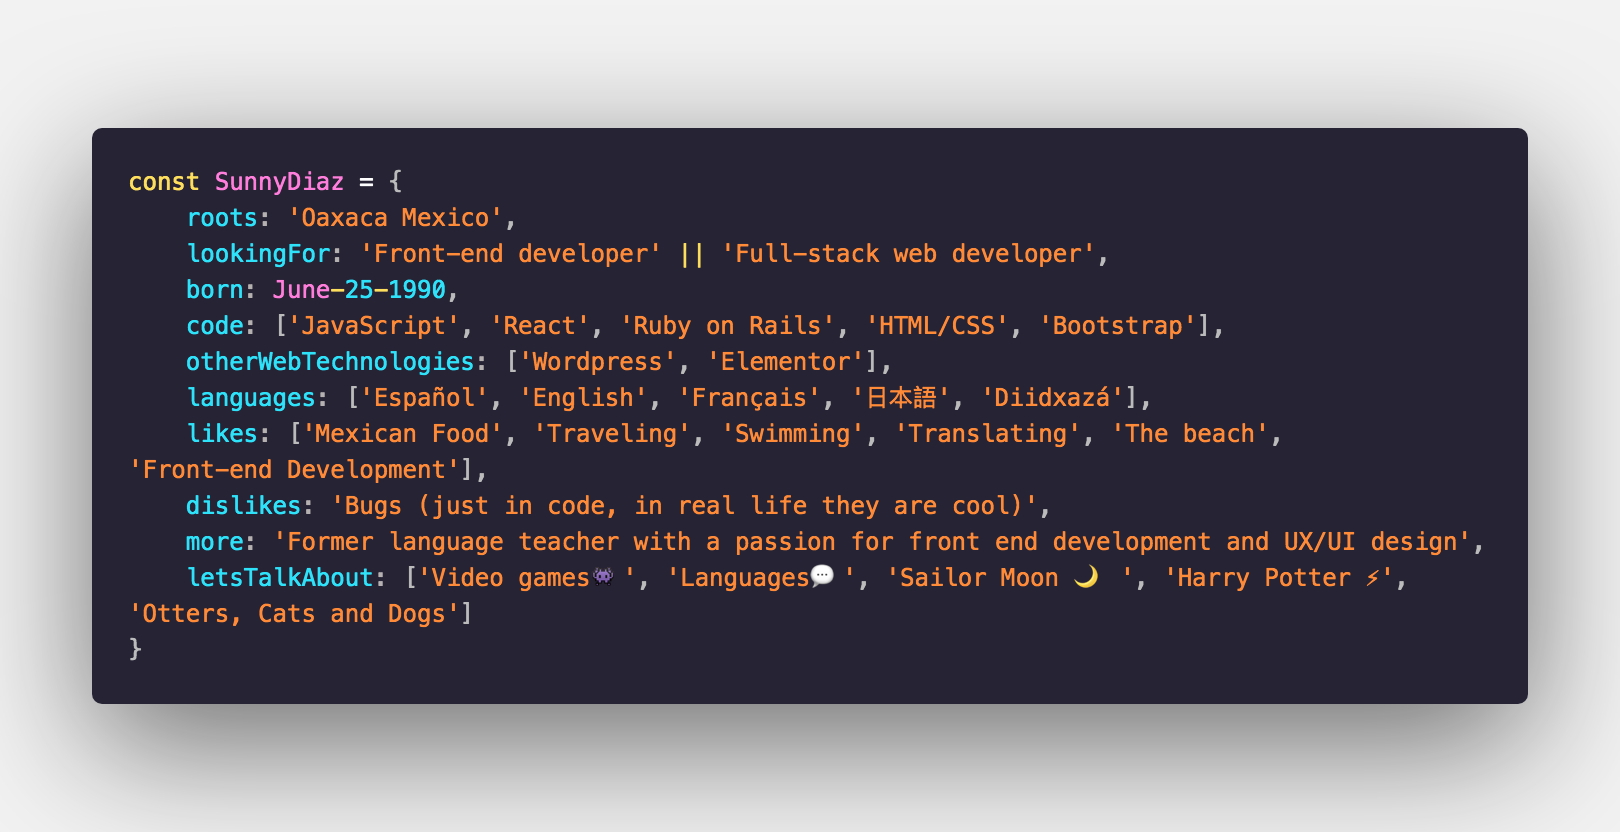 const SunnyDiaz = {
    roots: 'Oaxaca Mexico',
    lookingFor: 'Front-end developer' || 'Full-stack web developer',
    born: June-25-1990,
    code: ['JavaScript', 'React', 'Ruby on Rails', 'HTML/CSS', 'Bootstrap'],
    otherWebTechnologies: ['Wordpress', 'Elementor'],
    languages: ['Español', 'English', 'Français', '日本語', 'Diidxazá'],
    likes: ['Mexican Food', 'Traveling', 'Swimming', 'Translating', 'The beach',
'Front-end Development'],
    dislikes: 'Bugs (just in code, in real life they are cool)',
    more: 'Former language teacher with a passion for front end development and UX/UI design',
    letsTalkAbout: ['Video games👾 ', 'Languages💬 ', 'Sailor Moon 🌙 ', 'Harry Potter ⚡',
'Otters, Cats and Dogs']
}